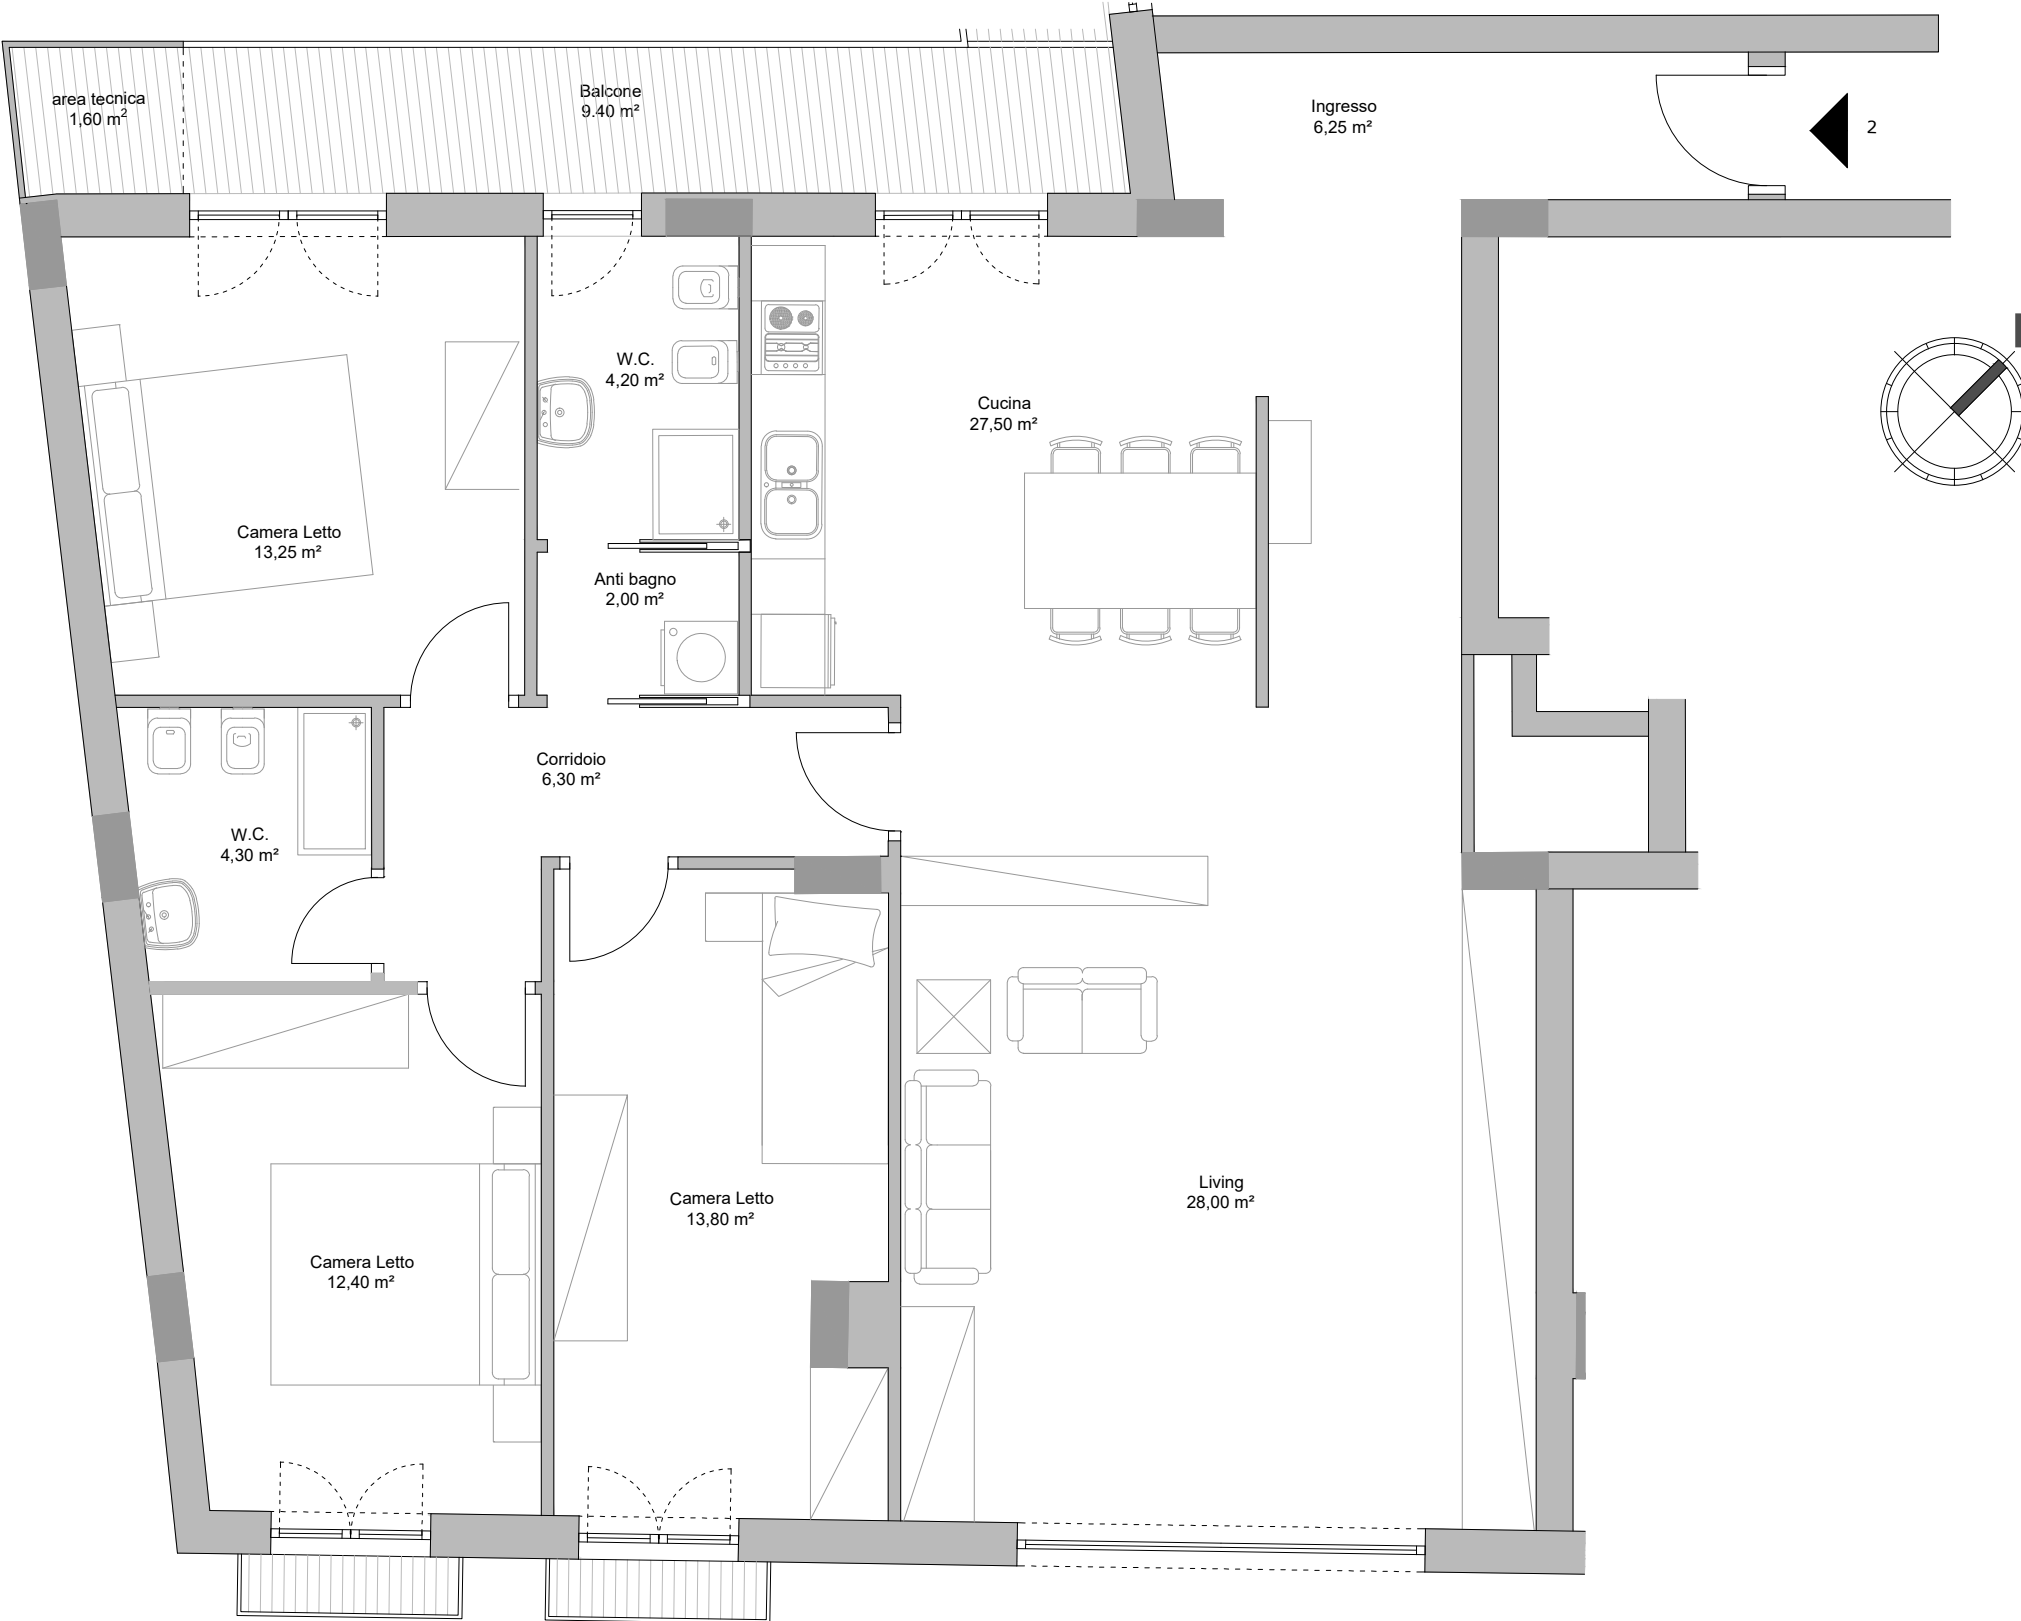 area tecnica
1,60 m²
Balcone
9.40 m²
Ingresso
6,25 m²
2
W.C.
4,20 m²
Cucina
27,50 m²
Camera Letto
13,25 m²
Anti bagno
2,00 m²
Corridoio
6,30 m²
W.C.
4,30 m²
Living
28,00 m²
Camera Letto
13,80 m²
Camera Letto
12,40 m²